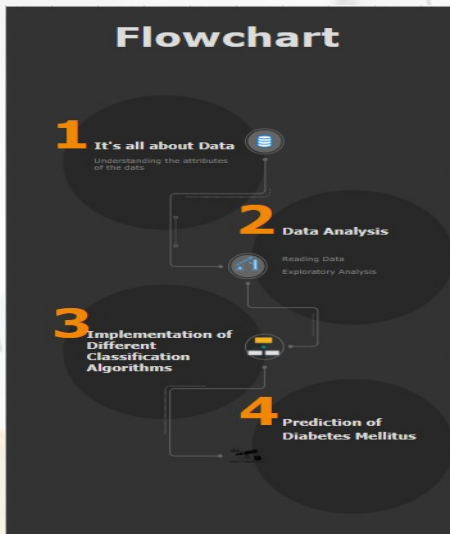 Flowchart
1
It's all about Data
Understanding the attributes
of the data
2
Data Analysis
Reading Data
Exploratory Analysis
3
Implementation of
Different
Classification
Algorithms
4
Prediction of
Diabetes Mellitus